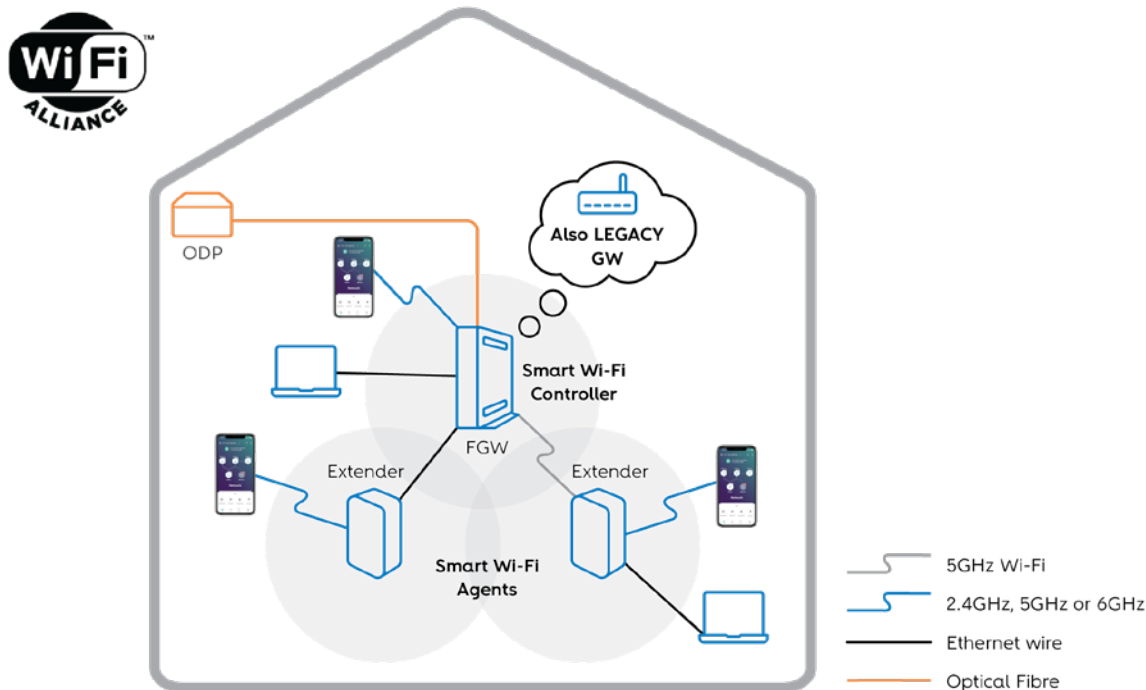 Wi Fi
™
ALLIANCE
ODP
Also LEGACY
GW
Smart Wi-Fi
Controller
FGW
Extender
Extender
Smart Wi-Fi
Agents
5GHz Wi-Fi
2.4GHz, 5GHz or 6GHz
Ethernet wire
Optical Fibre